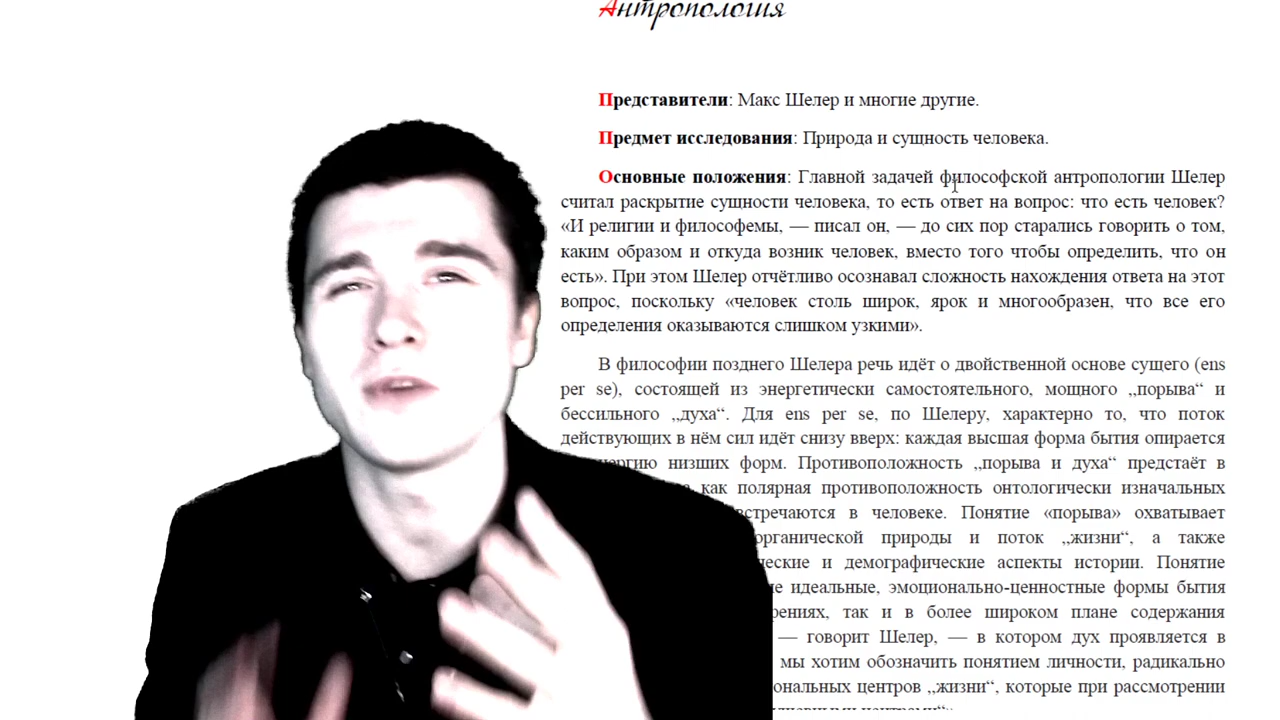 Антропология
Представители: Макс Шелер и многие другие.
Предмет исследования: Природа и сущность человека.
Основные положения: Главной задачей философской антропологии Шелер
считал раскрытие сущности человека, то есть ответ на вопрос: что есть человек?
«И религии и философемы, — писал он, — до сих пор старались говорить о том,
каким образом и откуда возник человек, вместо того чтобы определить, что он
есть». При этом Шелер отчётливо осознавал сложность нахождения ответа на этот
вопрос, поскольку «человек столь широк, ярок и многообразен, что все его
определения оказываются слишком узкими».
В философии позднего Шелера речь идёт о двойственной основе сущего (ens
per se), состоящей из энергетически самостоятельного, мощного „порыва“ и
бессильного „духа“. Для ens per se, по Шелеру, характерно то, что поток
действующих в нём сил идёт снизу вверх: каждая высшая форма бытия опирается
низших форм. Противоположность „порыва и духа“ предстаёт в
как полярная противоположность онтологически изначальных
встречаются в человеке. Понятие «порыва» охватывает
природы и поток „жизни“, а также
и демографические аспекты истории. Понятие
идеальные, эмоционально-ценностные формы бытия
так и в более широком плане содержания
— говорит Шелер, — в котором дух проявляется в
мы хотим обозначить понятием личности, радикально
центров „жизни“, которые при рассмотрении